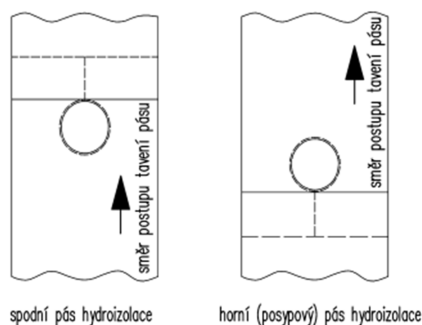 směr postupu tavení pásu
směr postupu tavení pásu
spodní pás hydroizolace
horní (posypový) pás hydroizolace